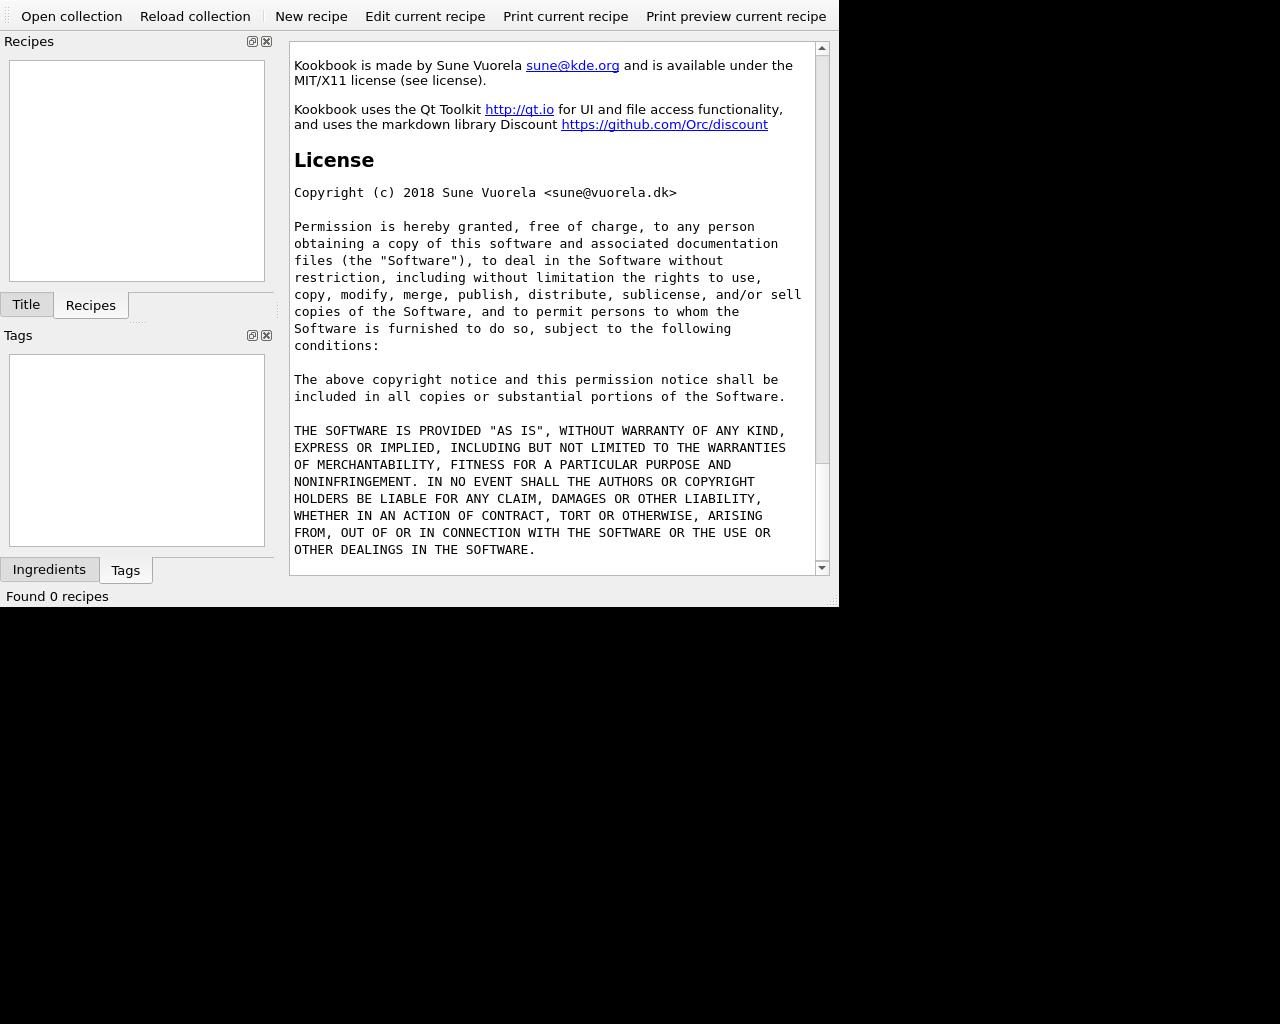 Open collection Reload collection New recipe Edit current recipe Print current recipe Print preview current recipe
Recipes
Title Recipes
Tags
Ingredients Tags
Kookbook is made by Sune Vuorela sune@kde.org and is available under the
MIT/X11 license (see license).
Kookbook uses the Qt Toolkit http://qt.io for UI and file access functionality,
and uses the markdown library Discount https://github.com/Orc/discount
License
Copyright (c) 2018 Sune Vuorela <sune@vuorela.dk>
Permission is hereby granted, free of charge, to any person
obtaining a copy of this software and associated documentation
files (the "Software"), to deal in the Software without
restriction, including without limitation the rights to use,
copy, modify, merge, publish, distribute, sublicense, and/or sell
copies of the Software, and to permit persons to whom the
Software is furnished to do so, subject to the following
conditions:
The above copyright notice and this permission notice shall be
included in all copies or substantial portions of the Software.
THE SOFTWARE IS PROVIDED "AS IS", WITHOUT WARRANTY OF ANY KIND,
EXPRESS OR IMPLIED, INCLUDING BUT NOT LIMITED TO THE WARRANTIES
OF MERCHANTABILITY, FITNESS FOR A PARTICULAR PURPOSE AND
NONINFRINGEMENT. IN NO EVENT SHALL THE AUTHORS OR COPYRIGHT
HOLDERS BE LIABLE FOR ANY CLAIM, DAMAGES OR OTHER LIABILITY,
WHETHER IN AN ACTION OF CONTRACT, TORT OR OTHERWISE, ARISING
FROM, OUT OF OR IN CONNECTION WITH THE SOFTWARE OR THE USE OR
OTHER DEALINGS IN THE SOFTWARE.
Found 0 recipes